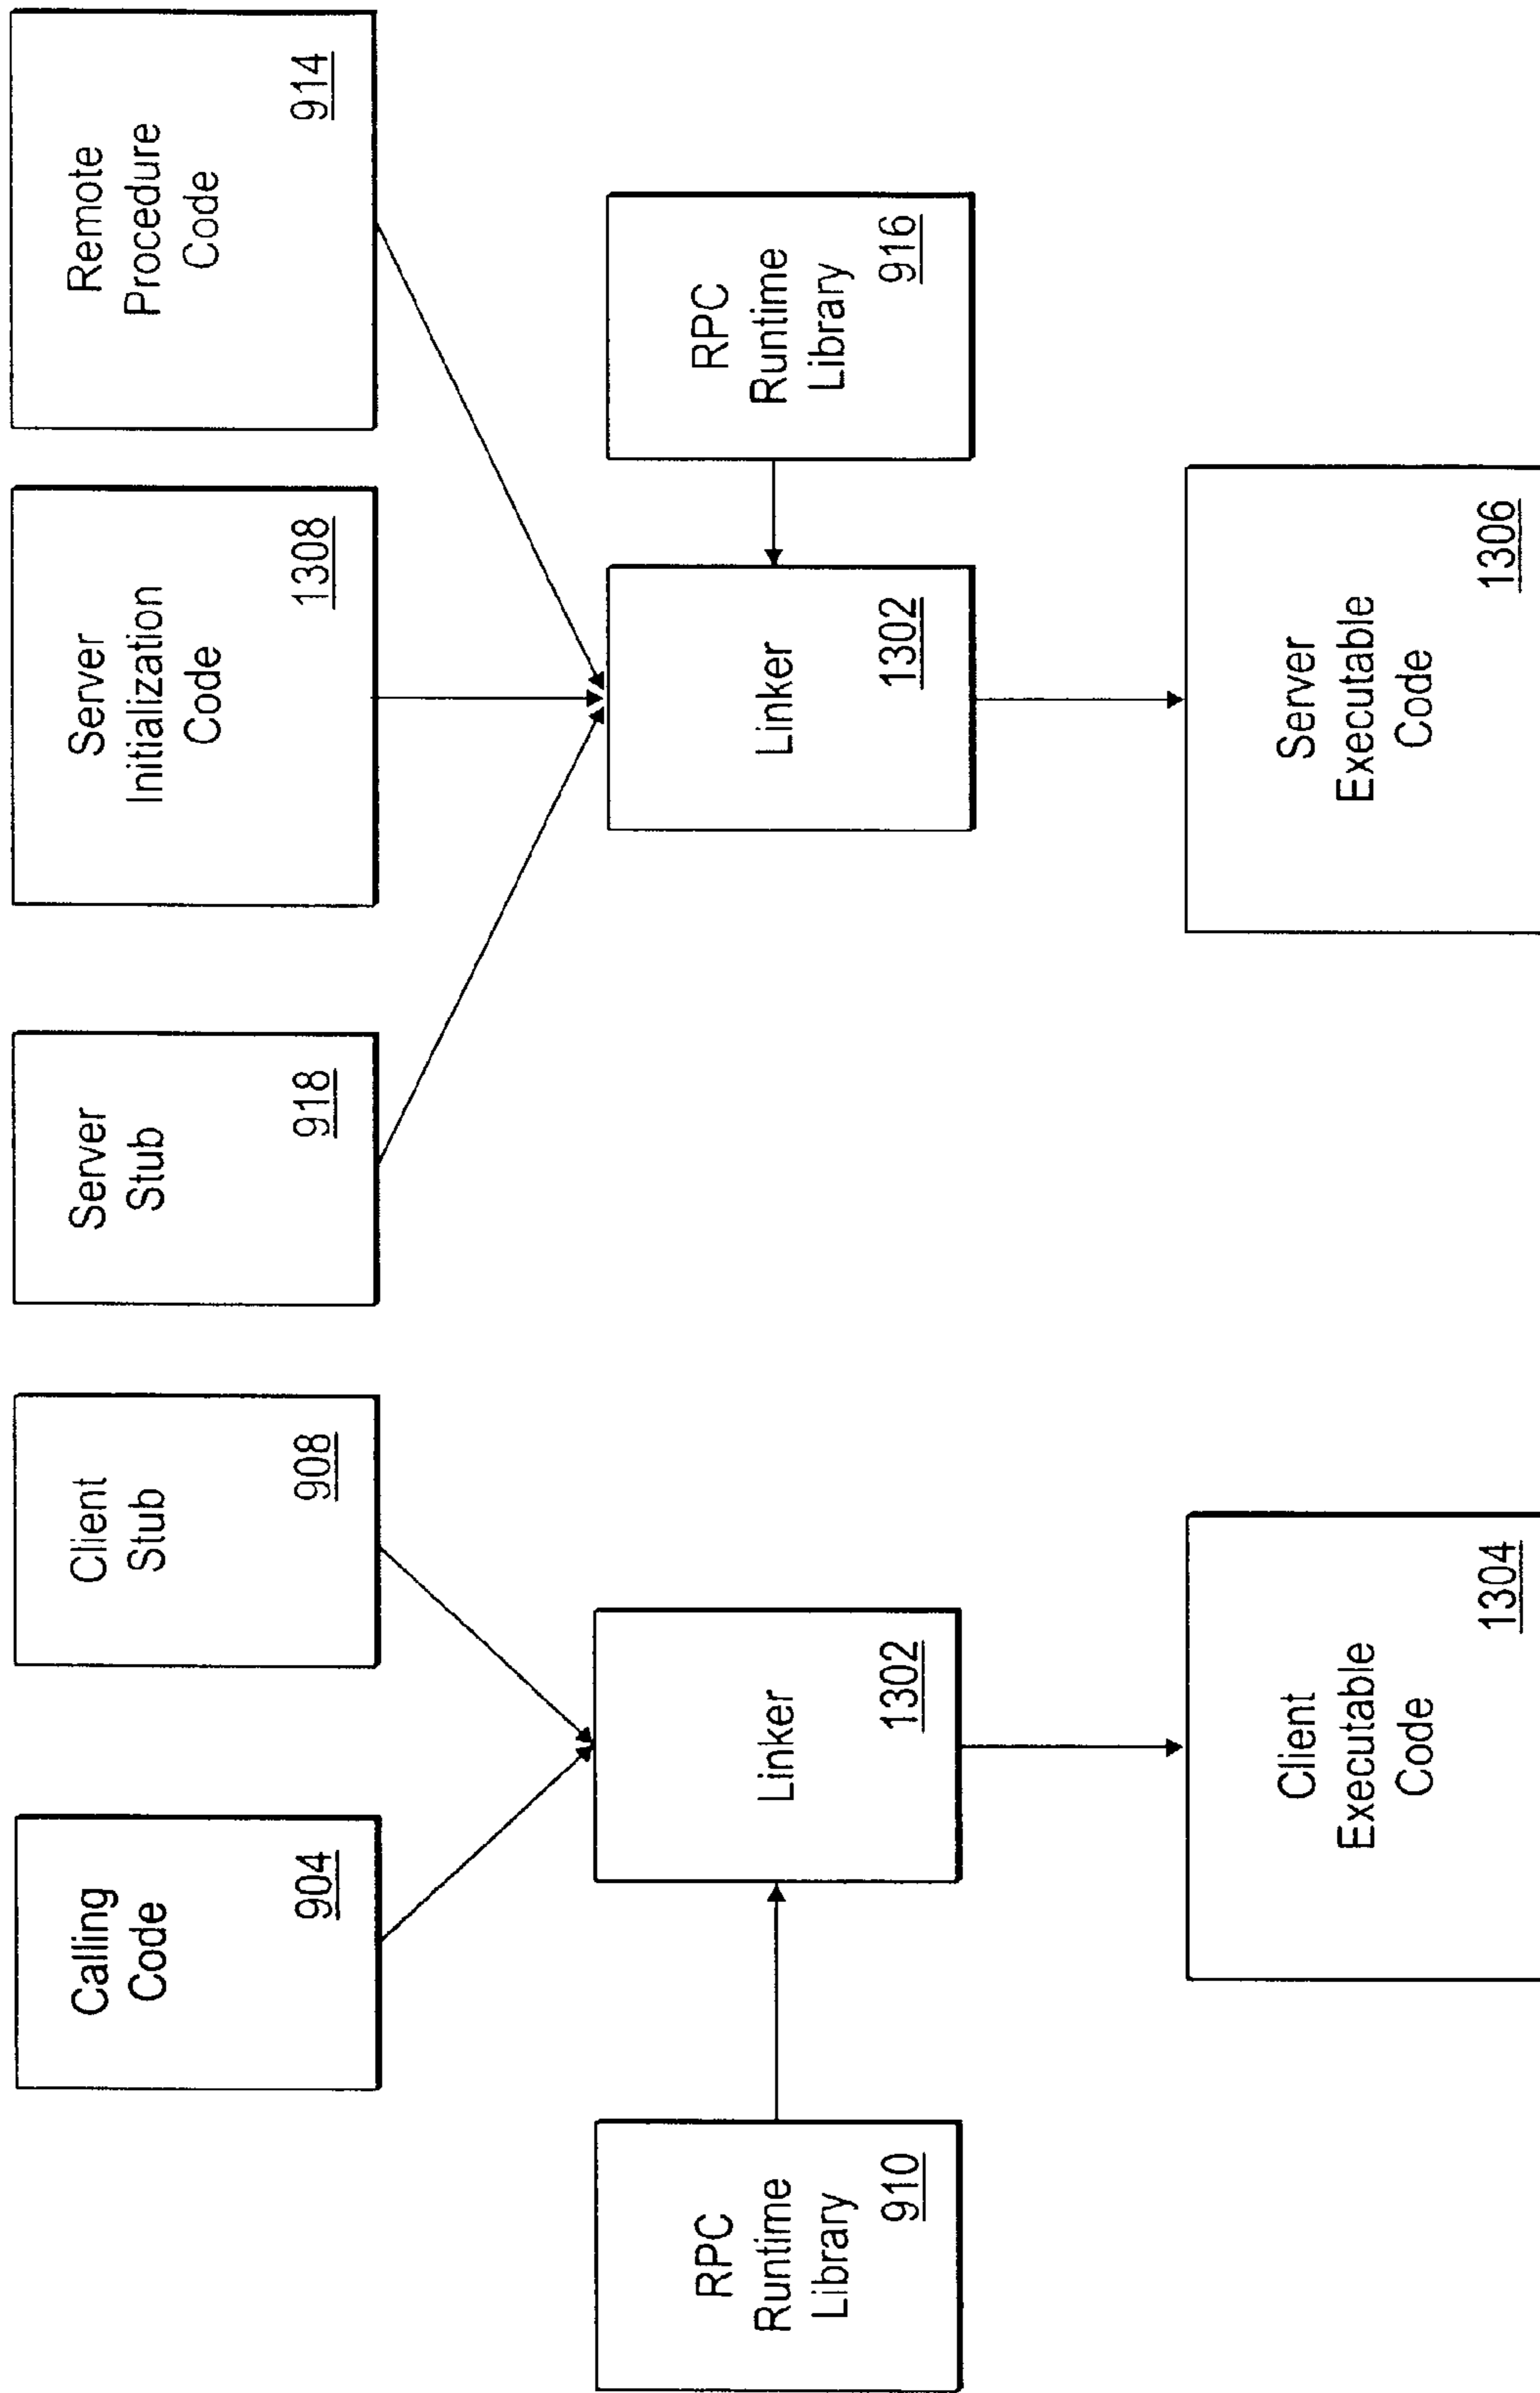 Calling
Code
904
Client
Stub
908
Server
Stub
918
Server
Initialization
Code
1308
Remote
Procedure
Code
914
RPC
Runtime
Library
910
Linker
1302
Linker
1302
RPC
Runtime
Library
916
Client
Executable
Code
1304
Server
Executable
Code
1306